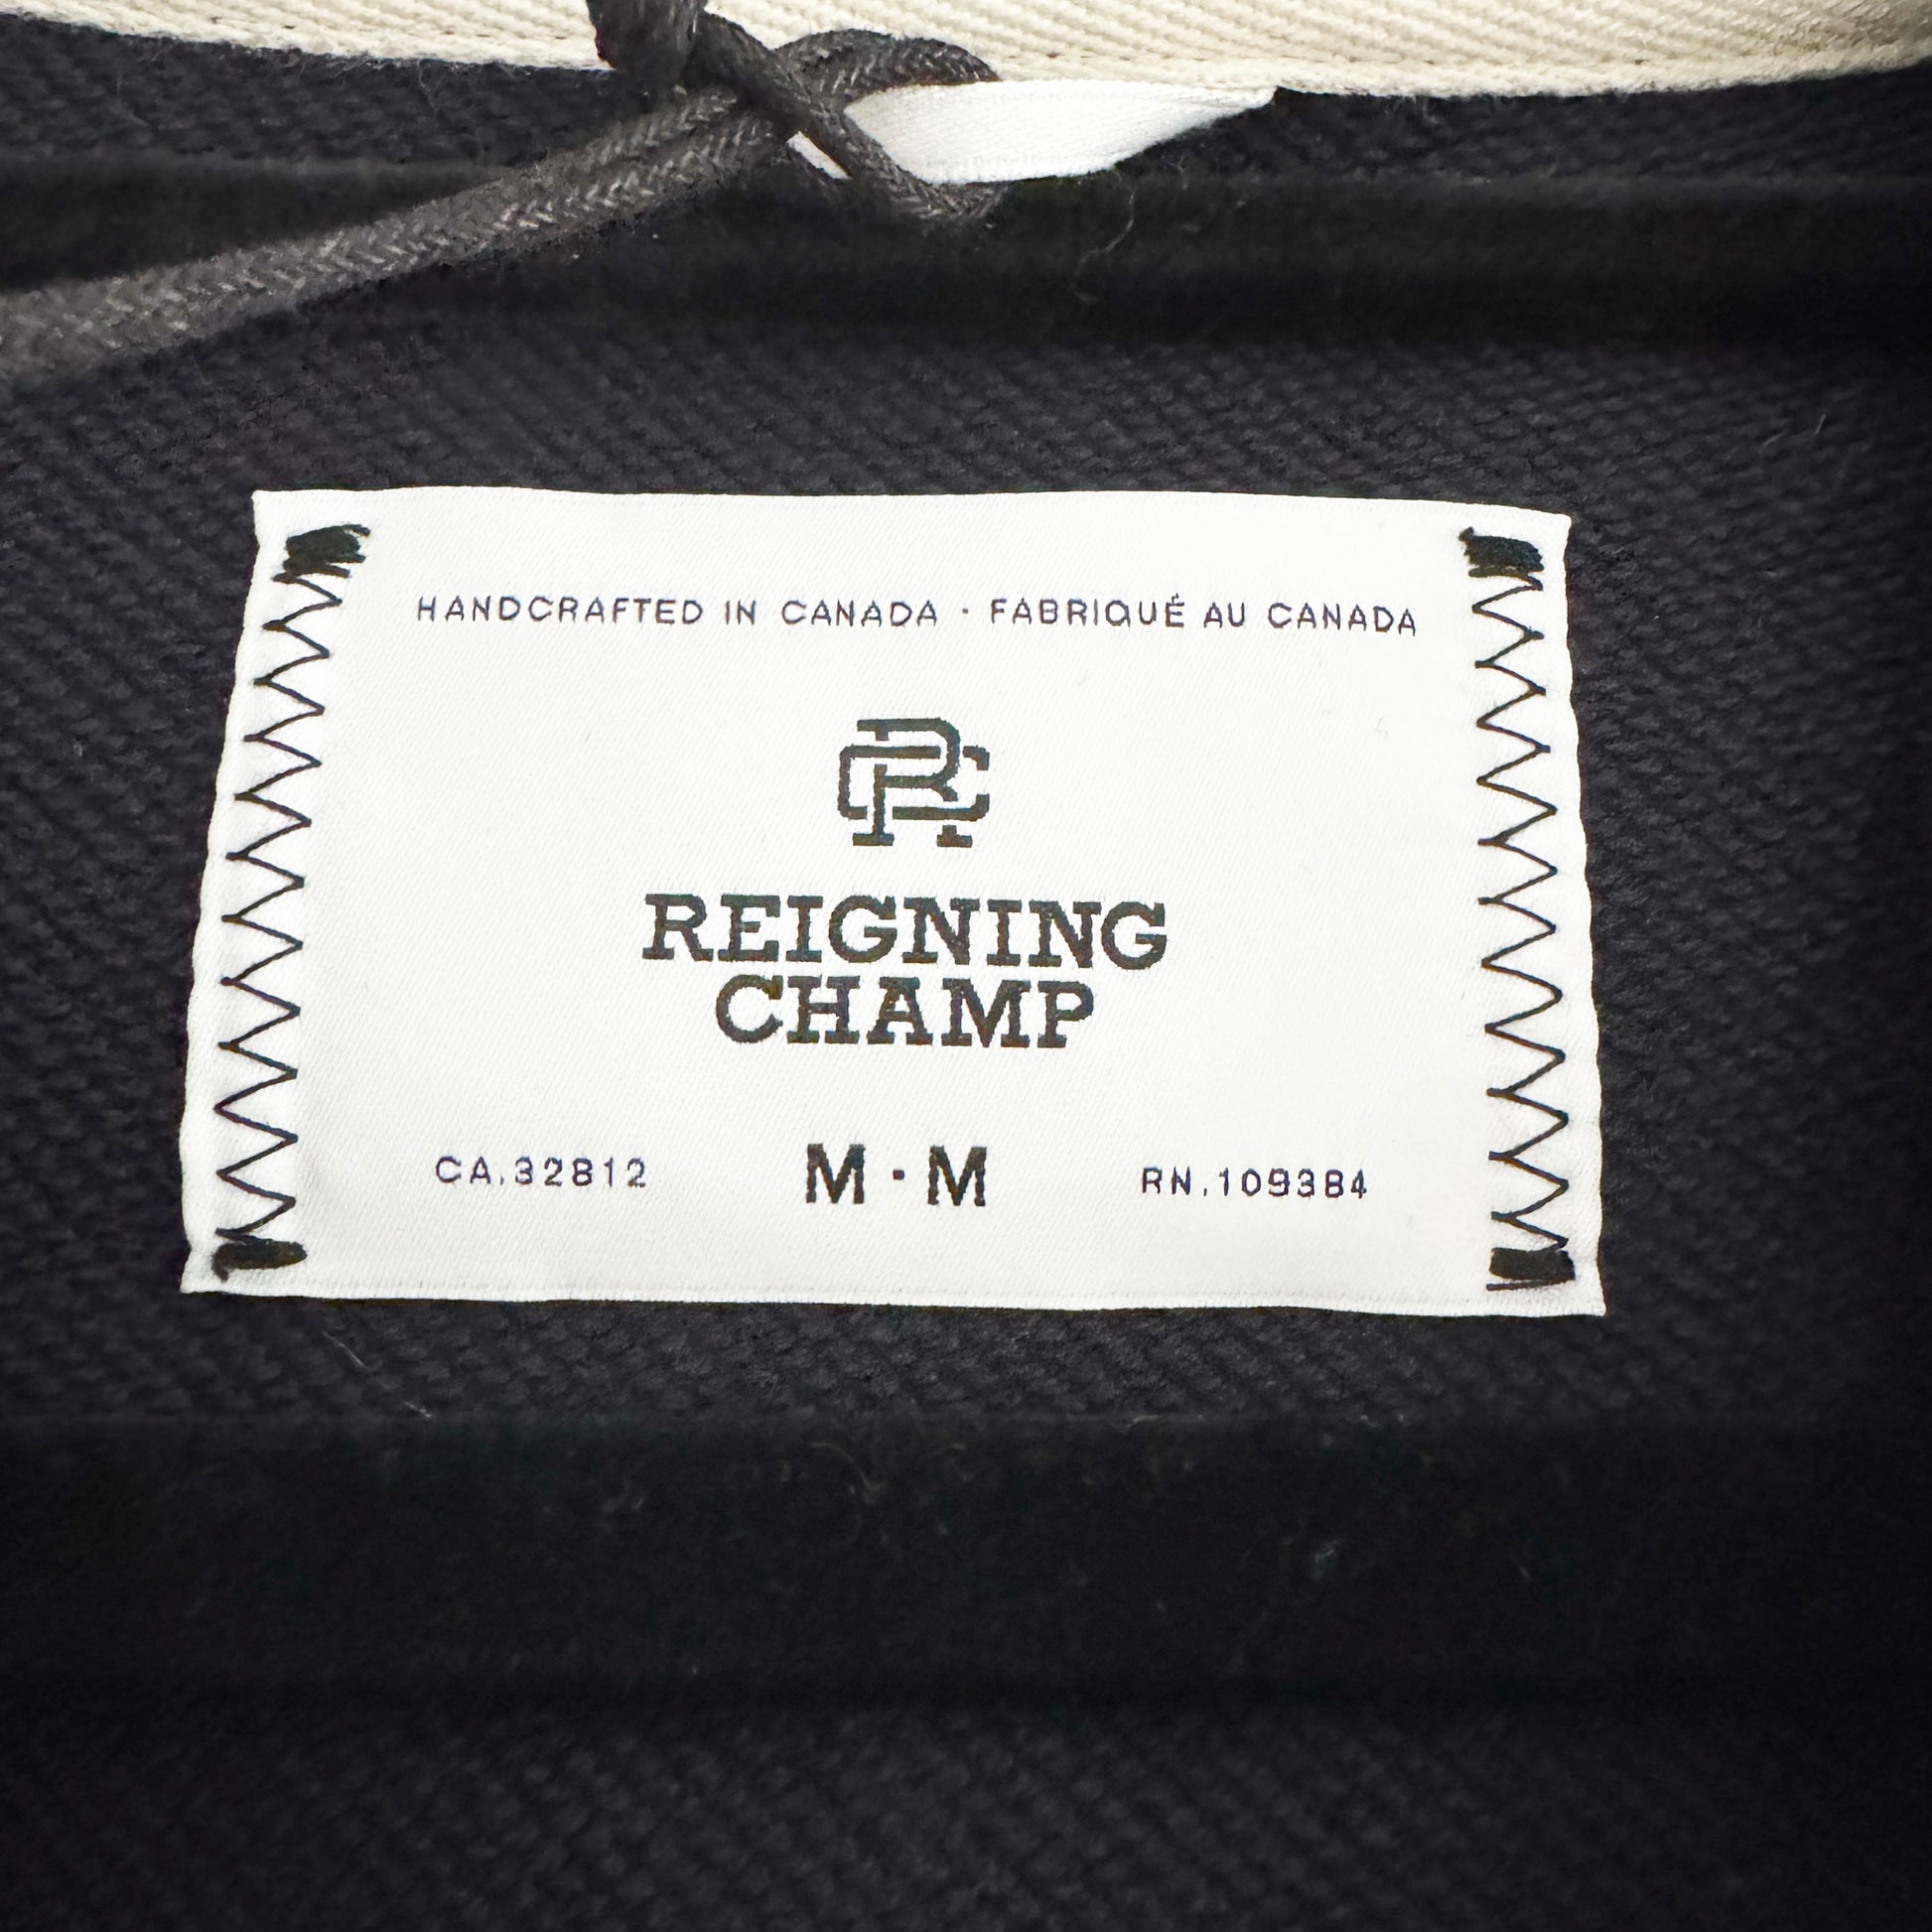 HANDCRAFTED IN CANADA · FABRIQUÉ AU CANADA
RC
REIGNING
CHAMP
CA.32812 M·M RN.109384